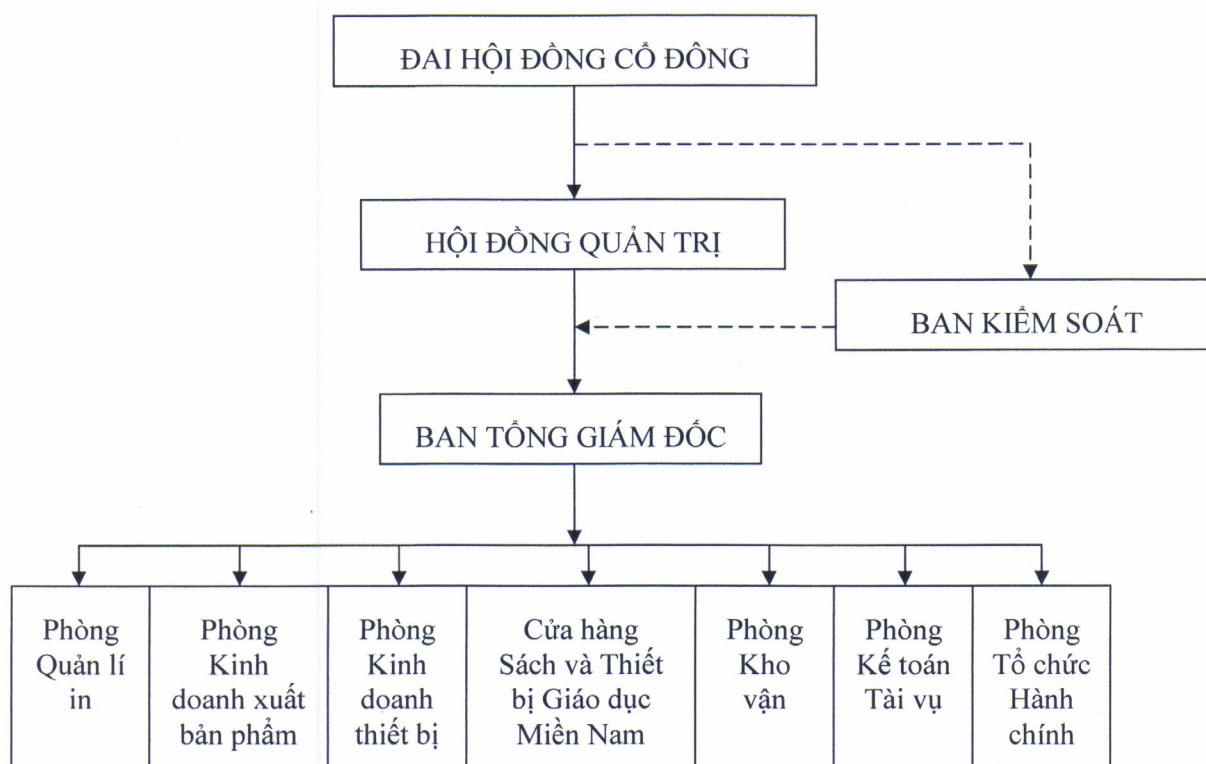 ĐAI HỘI ĐỒNG CỔ ĐÔNG
HỘI ĐỒNG QUẢN TRỊ
BAN KIỂM SOÁT
BAN TỔNG GIÁM ĐỐC
Phòng
Quản lí
in
Phòng
Kinh
doanh xuất
bản phẩm
Phòng
Kinh
doanh
thiết bị
Cửa hàng
Sách và Thiết
bị Giáo dục
Miền Nam
Phòng
Kho
vận
Phòng
Kế toán
Tài vụ
Phòng
Tổ chức
Hành
chính